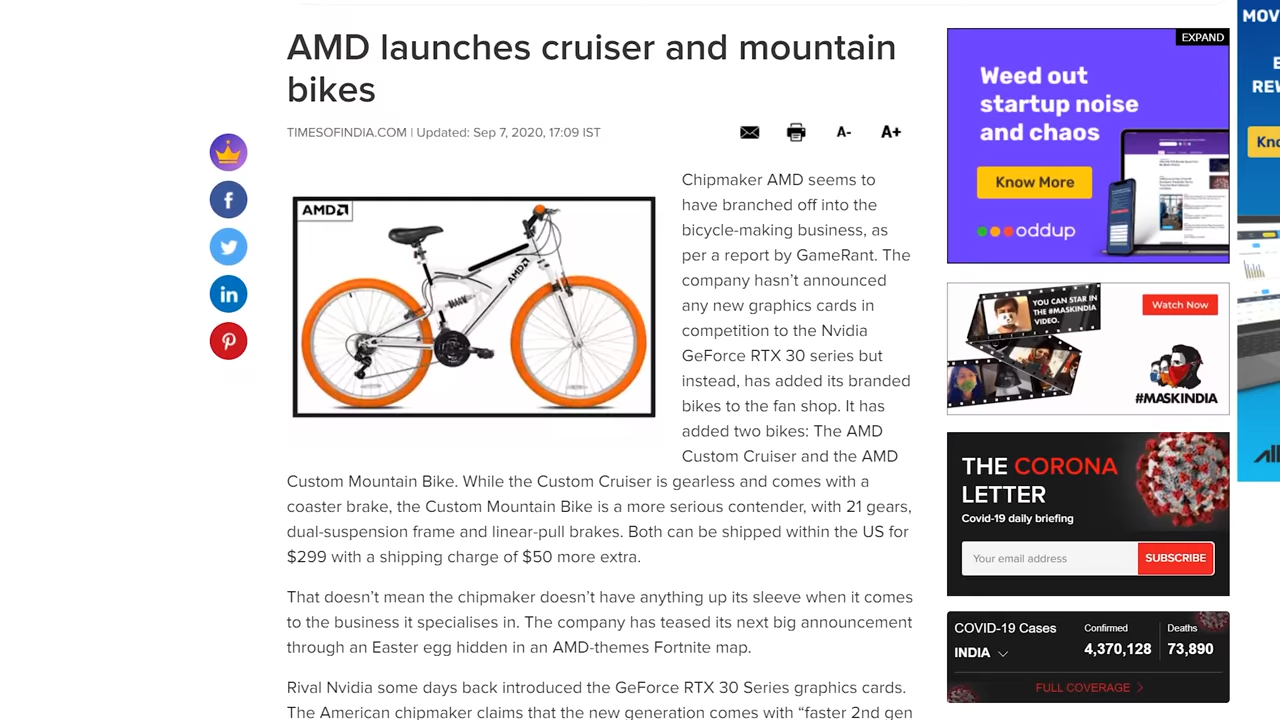 AMD launches cruiser and mountain
bikes
TIMESOFINDIA.COM | Updated: Sep 7, 2020, 17:09 IST
A-
A+
AMD
AMD
Chipmaker AMD seems to
have branched off into the
bicycle-making business, as
per a report by GameRant. The
company hasn't announced
any new graphics cards in
competition to the Nvidia
GeForce RTX 30 series but
instead, has added its branded
bikes to the fan shop. It has
added two bikes: The AMD
Custom Cruiser and the AMD
Custom Mountain Bike. While the Custom Cruiser is gearless and comes with a
coaster brake, the Custom Mountain Bike is a more serious contender, with 21 gears,
dual-suspension frame and linear-pull brakes. Both can be shipped within the US for
$299 with a shipping charge of $50 more extra.
That doesn't mean the chipmaker doesn't have anything up its sleeve when it comes
to the business it specialises in. The company has teased its next big announcement
through an Easter egg hidden in an AMD-themes Fortnite map.
Rival Nvidia some days back introduced the GeForce RTX 30 Series graphics cards.
The American chipmaker claims that the new generation comes with “faster 2nd gen
EXPAND
Weed out
startup noise
and chaos
Know More
oddup
YOU CAN STAR IN
THE #MASKINDIA
VIDEO.
Watch Now
#MASKINDIA
THE CORONA
LETTER
Covid-19 daily briefing
Your email address
SUBSCRIBE
COVID-19 Cases
INDIA
Confirmed
4,370,128
Deaths
73,890
FULL COVERAGE
MOV
E
REW
Kno